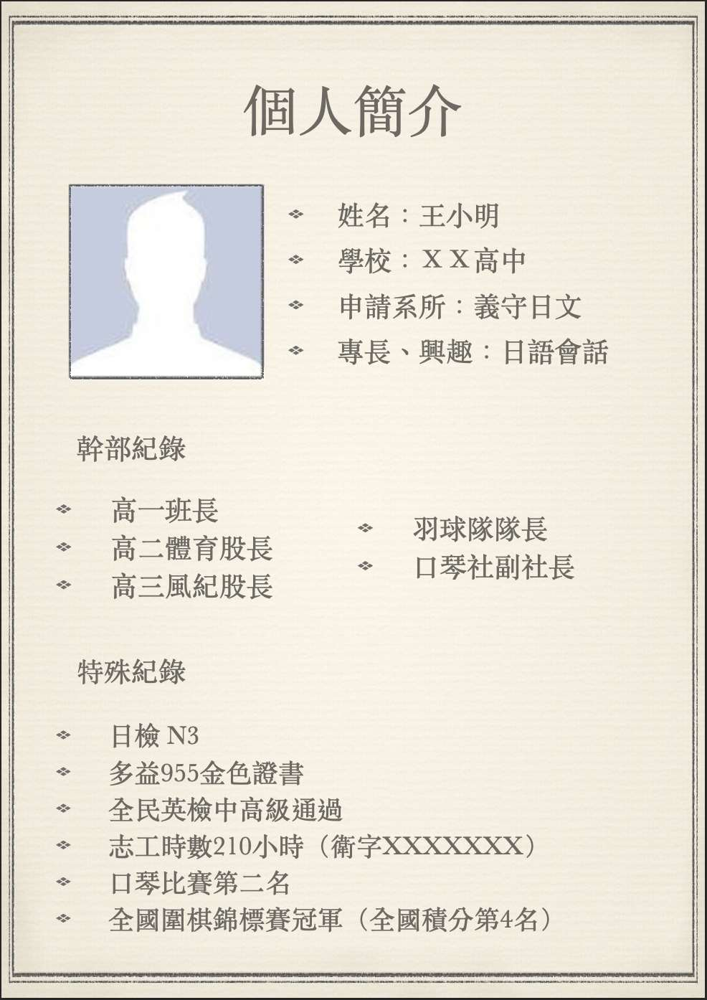 個人簡介
姓名：王小明
學校：ＸＸ高中
申請系所：義守日文
專長、興趣：日語會話
幹部紀錄
高一班長
高二體育股長
高三風紀股長
羽球隊隊長
口琴社副社長
特殊紀錄
日檢 N3
多益955金色證書
全民英檢中高級通過
志工時數210小時（衛字XXXXXXX）
口琴比賽第二名
全國圍棋錦標賽冠軍（全國積分第4名）